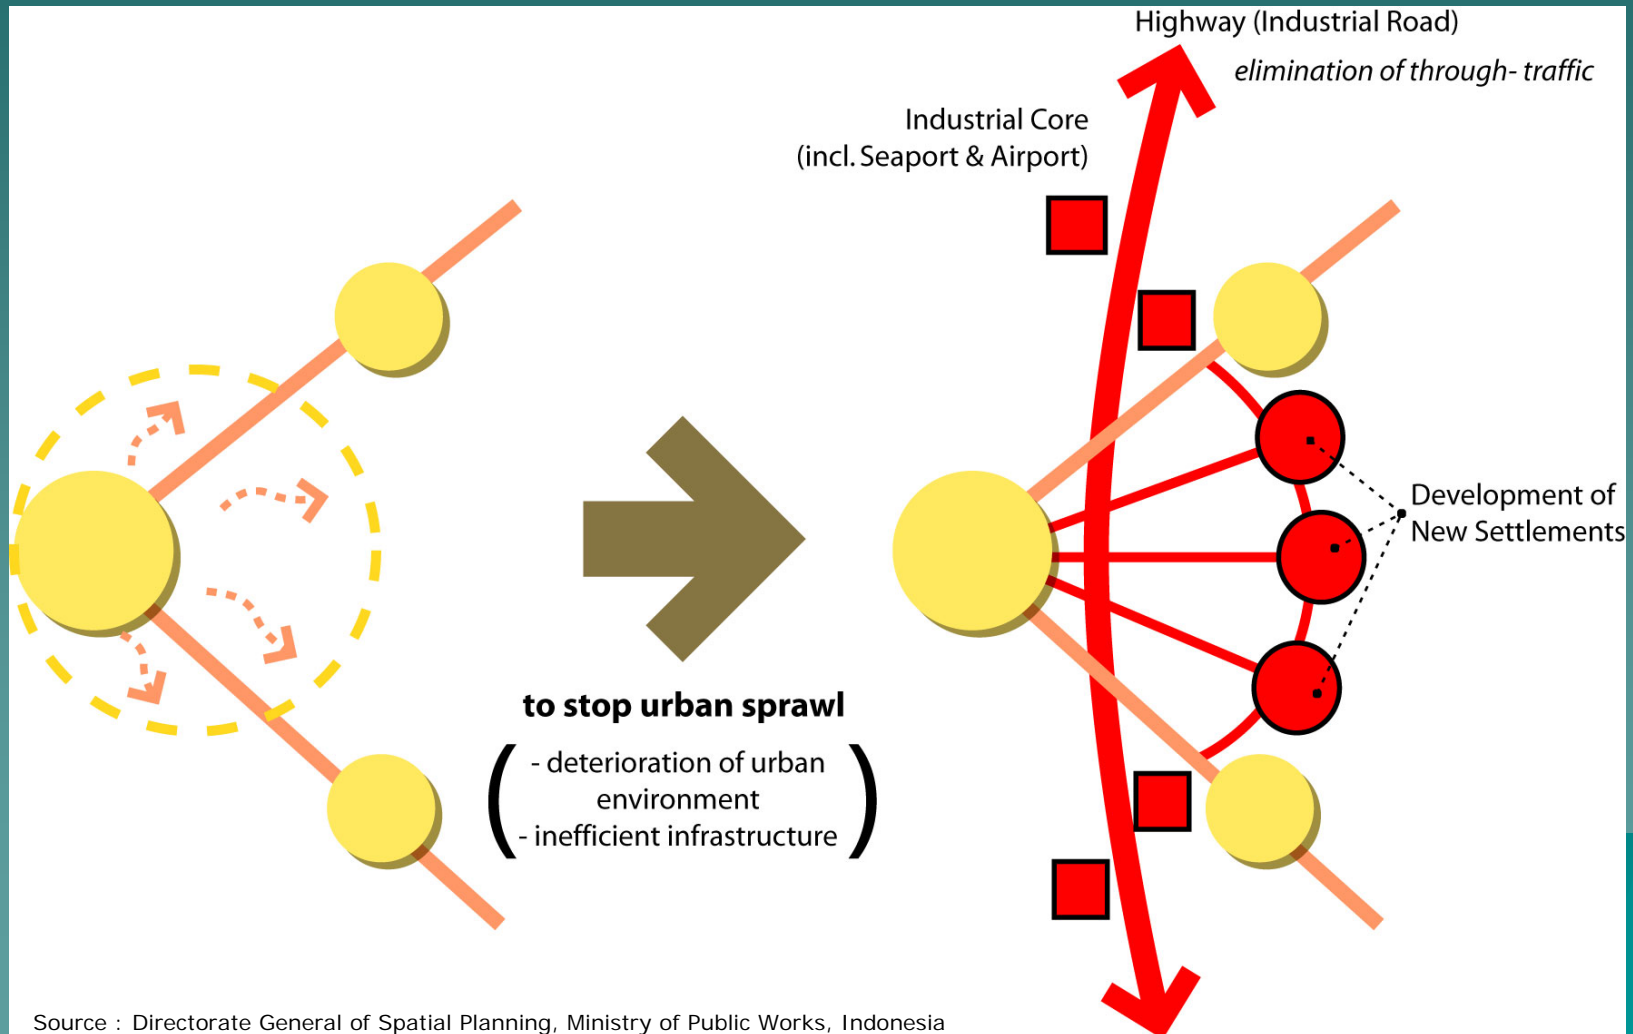 Highway (Industrial Road)
elimination of through- traffic
Industrial Core
(incl. Seaport & Airport)
Development of
New Settlements
to stop urban sprawl
( - deterioration of urban
environment
- inefficient infrastructure )
Source : Directorate General of Spatial Planning, Ministry of Public Works, Indonesia